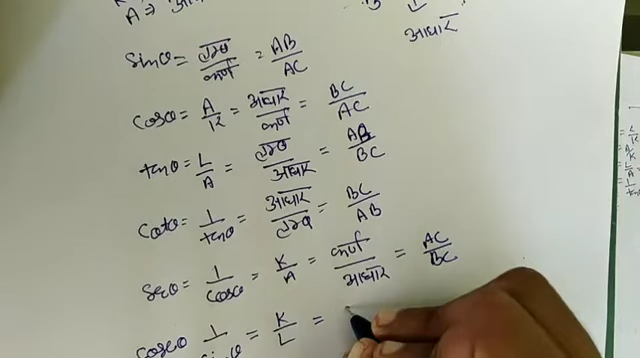 A → आधार
B L
आधार
sinθ = लम्ब/कर्ण = AB/AC
cosθ = A/K = आधार/कर्ण = BC/AC
tanθ = L/A = लम्ब/आधार = AB/BC
cotθ = 1/tanθ = आधार/लम्ब = BC/AB
secθ = 1/cosθ = K/A = कर्ण/आधार = AC/BC
cosecθ 1/sinθ = K/L =